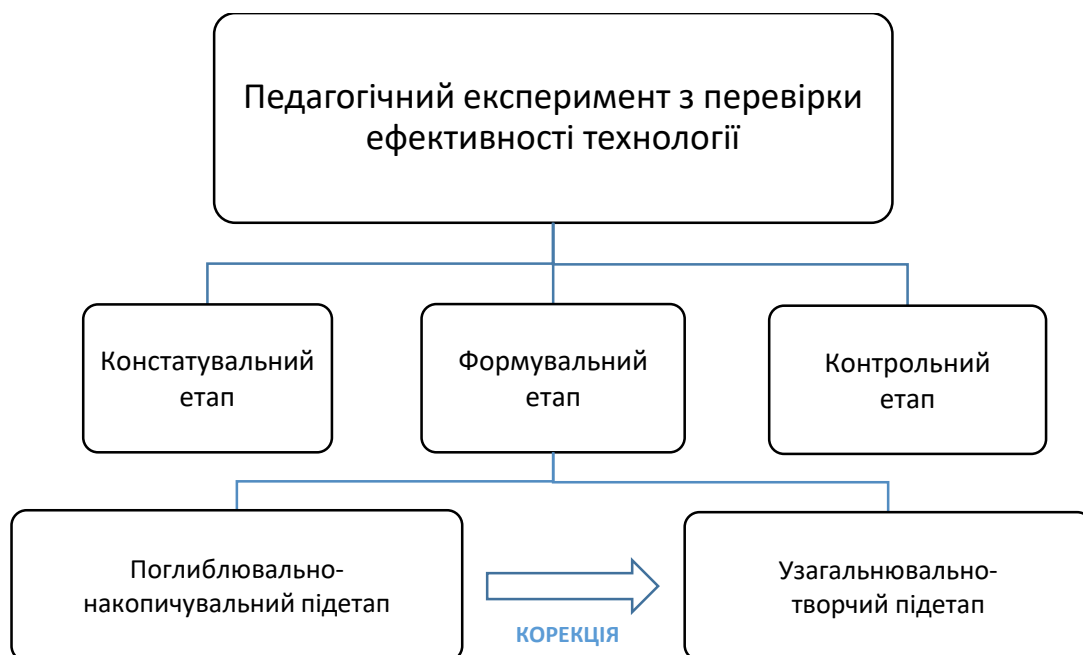 Педагогічний експеримент з перевірки
ефективності технології
Констатувальний
етап
Формувальний
етап
Контрольний
етап
Поглиблювально-
накопичувальний підетап
КОРЕКЦІЯ
Узагальнювально-
творчий підетап